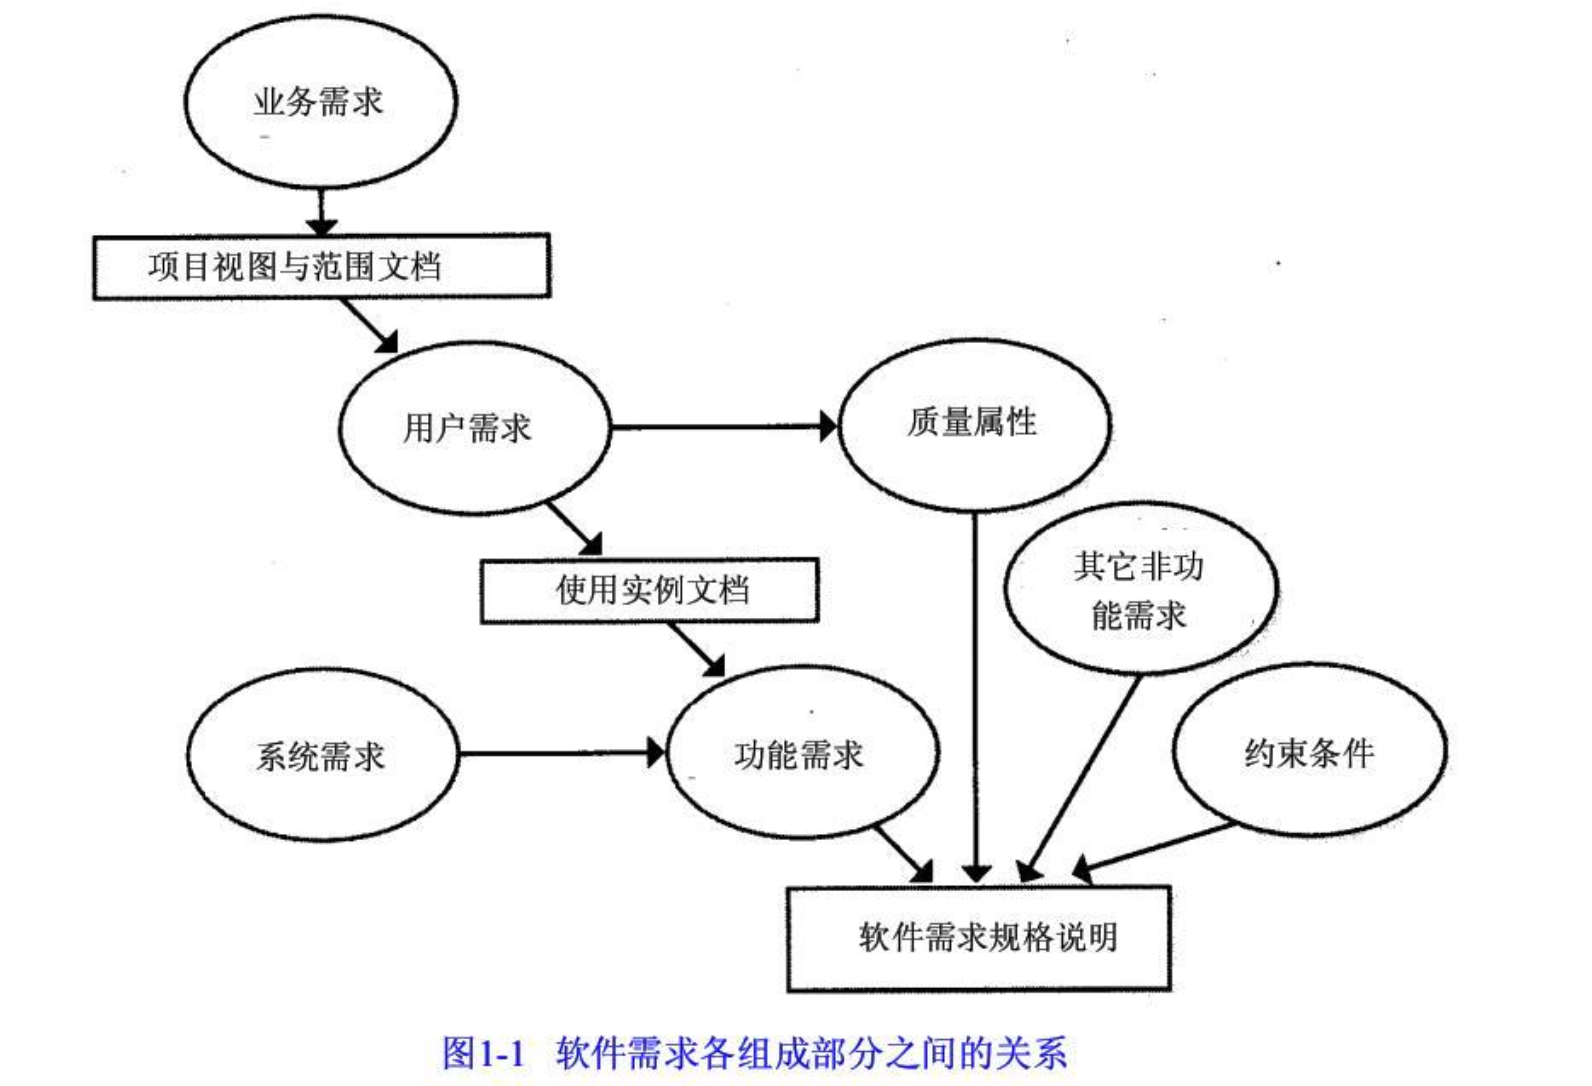 业务需求
项目视图与范围文档
用户需求
质量属性
使用实例文档
其它非功
能需求
系统需求
功能需求
约束条件
软件需求规格说明
图1-1 软件需求各组成部分之间的关系